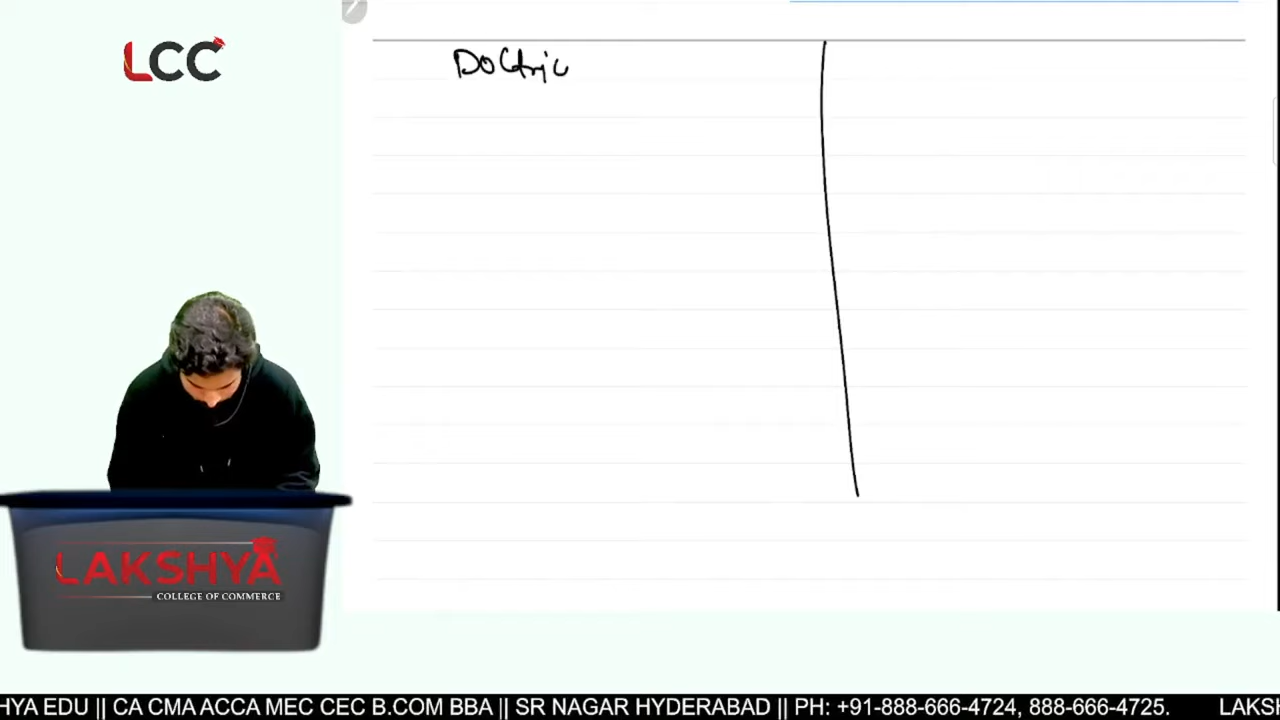 LCC
Doctrin
LAKSHYA
COLLEGE OF COMMERCE
HYA EDU || CA CMA ACCA MEC CEC B.COM BBA || SR NAGAR HYDERABAD || PH: +91-888-666-4724, 888-666-4725. LAKSH